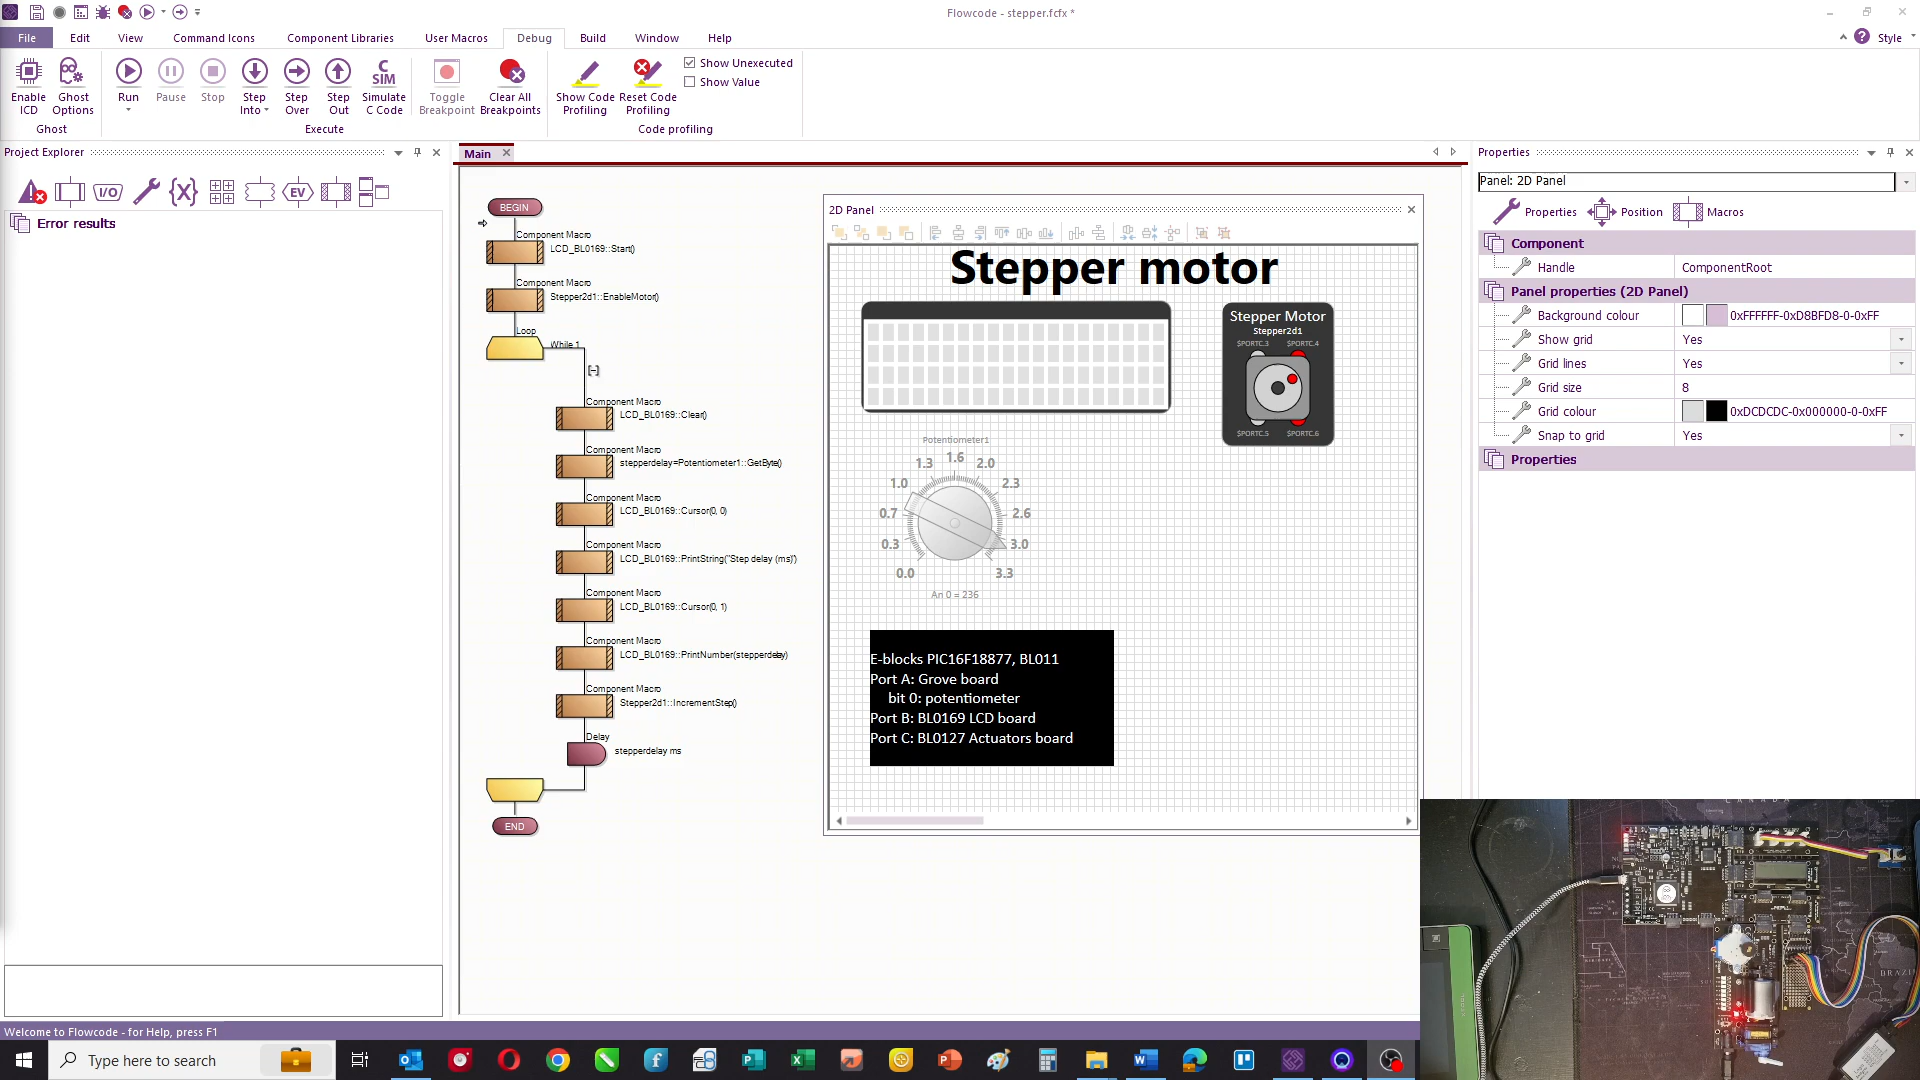 Flowcode - stepper.fcfx *
File Edit View Command Icons Component Libraries User Macros Debug Build Window Help Style
Enable ICD
Ghost Options
Run
Pause
Stop
Step Into
Step Over
Step Out
C SIM
Simulate C Code
Toggle Breakpoint
Clear All Breakpoints
Show Code Profiling
Reset Code Profiling
Show Unexecuted
Show Value
Ghost
Execute
Code profiling
Project Explorer
I/O
{X}
EV
Error results
Main
BEGIN
Component Macro
LCD_BL0169::Start()
Component Macro
Stepper2d1::EnableMotor()
Loop
While 1
Component Macro
LCD_BL0169::Clear()
Component Macro
stepperdelay=Potentiometer1::GetByte()
Component Macro
LCD_BL0169::Cursor(0, 0)
Component Macro
LCD_BL0169::PrintString("Step delay (ms)")
Component Macro
LCD_BL0169::Cursor(0, 1)
Component Macro
LCD_BL0169::PrintNumber(stepperdelay)
Component Macro
Stepper2d1::IncrementStep()
Delay
stepperdelay ms
END
2D Panel
Stepper motor
Stepper Motor
Stepper2d1
$PORTC.3 $PORTC.4
$PORTC.5 $PORTC.6
Potentiometer1
1.6
1.3 2.0
1.0 2.3
0.7 2.6
0.3 3.0
0.0 3.3
An 0 = 236
E-blocks PIC16F18877, BL011
Port A: Grove board
bit 0: potentiometer
Port B: BL0169 LCD board
Port C: BL0127 Actuators board
Properties
Panel: 2D Panel
Properties Position Macros
Component
Handle ComponentRoot
Panel properties (2D Panel)
Background colour 0xFFFFFF-0xD8BFD8-0-0xFF
Show grid Yes
Grid lines Yes
Grid size 8
Grid colour 0xDCDCDC-0x000000-0-0xFF
Snap to grid Yes
Properties
Welcome to Flowcode - for Help, press F1
Type here to search